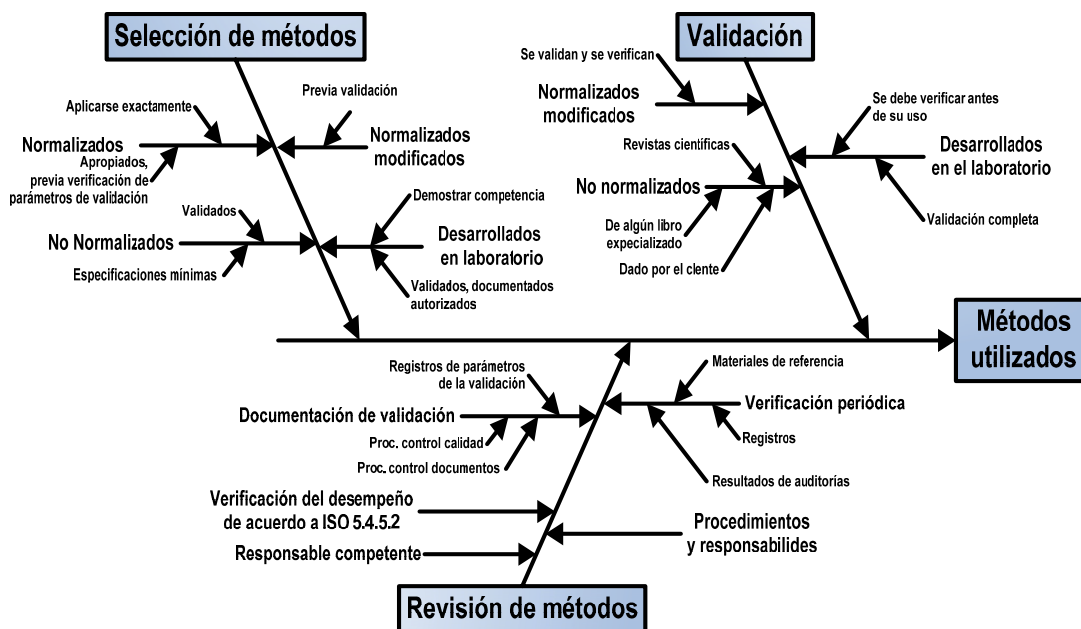 Selección de métodos
Validación
Se validan y se verifican
Aplicarse exactamente
Previa validación
Normalizados
modificados
Se debe verificar antes
de su uso
Normalizados
Normalizados
modificados
Apropiados,
previa verificación de
parámetros de validación
Revistas científicas
Desarrollados
en el laboratorio
No normalizados
Demostrar competencia
Validados
De algún libro
expecializado
Validación completa
No Normalizados
Desarrollados
en laboratorio
Especificaciones mínimas
Dado por el clente
Validados, documentados
autorizados
Métodos
utilizados
Registros de parámetros
de la validación
Materiales de referencia
Documentación de validación
Verificación periódica
Proc. control calidad
Registros
Proc. control documentos
Resultados de auditorías
Verificación del desempeño
de acuerdo a ISO 5.4.5.2
Procedimientos
y responsabilides
Responsable competente
Revisión de métodos